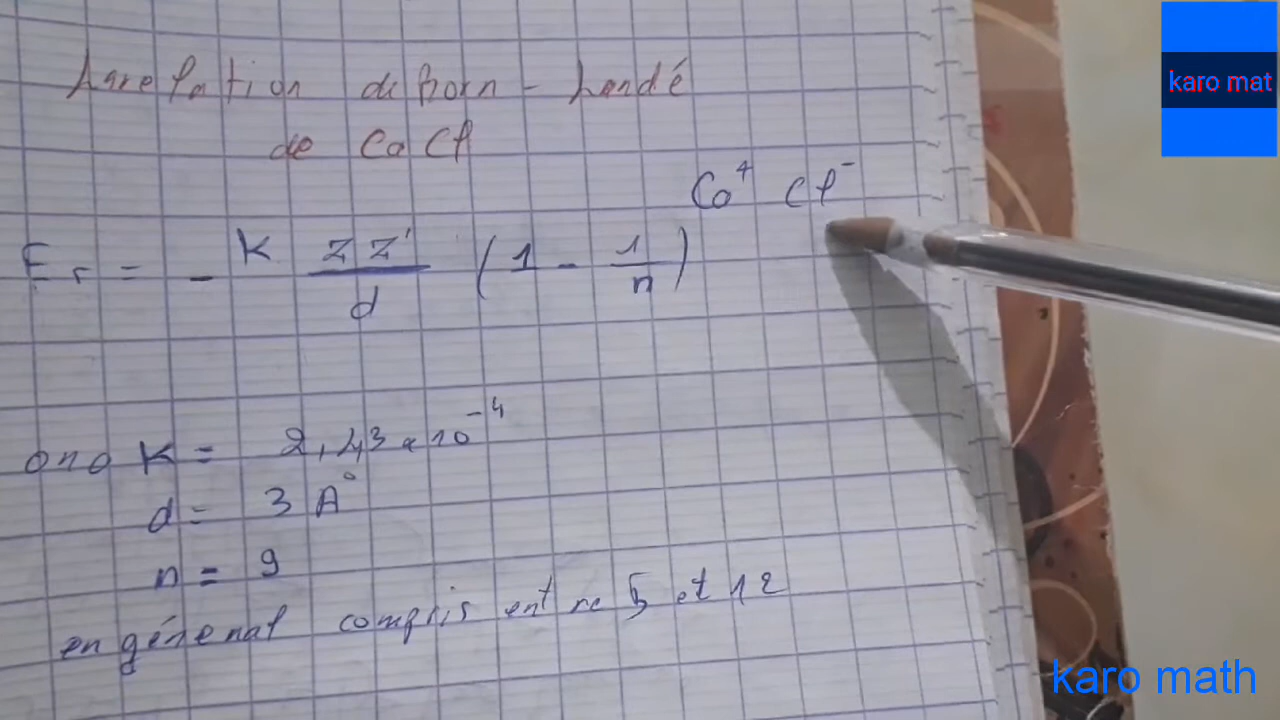 karo mat
La relation de Born - Landé
de CaCl
Ca⁺ Cl⁻
Er = - K Z Z' / d (1 - 1/n)
ona K = 2,43 × 10⁻⁴
d = 3 A°
n = 9
en général compris entre 5 et 12
karo math